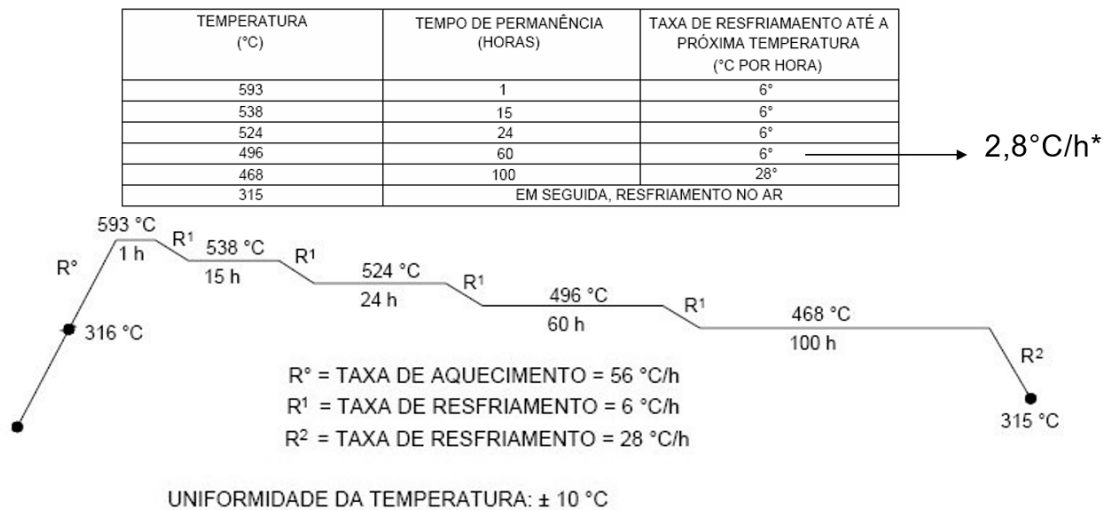 TEMPERATURA
(°C)
TEMPO DE PERMANÊNCIA
(HORAS)
TAXA DE RESFRIAMAENTO ATÉ A
PRÓXIMA TEMPERATURA
(°C POR HORA)
593 1 6°
538 15 6°
524 24 6°
496 60 6°
2,8°C/h*
468 100 28°
315 EM SEGUIDA, RESFRIAMENTO NO AR
593 °C
1 h
R°
316 °C
R¹
538 °C
15 h
R¹
524 °C
24 h
R¹
496 °C
60 h
R¹
468 °C
100 h
R²
315 °C
R° = TAXA DE AQUECIMENTO = 56 °C/h
R¹ = TAXA DE RESFRIAMENTO = 6 °C/h
R² = TAXA DE RESFRIAMENTO = 28 °C/h
UNIFORMIDADE DA TEMPERATURA: ± 10 °C